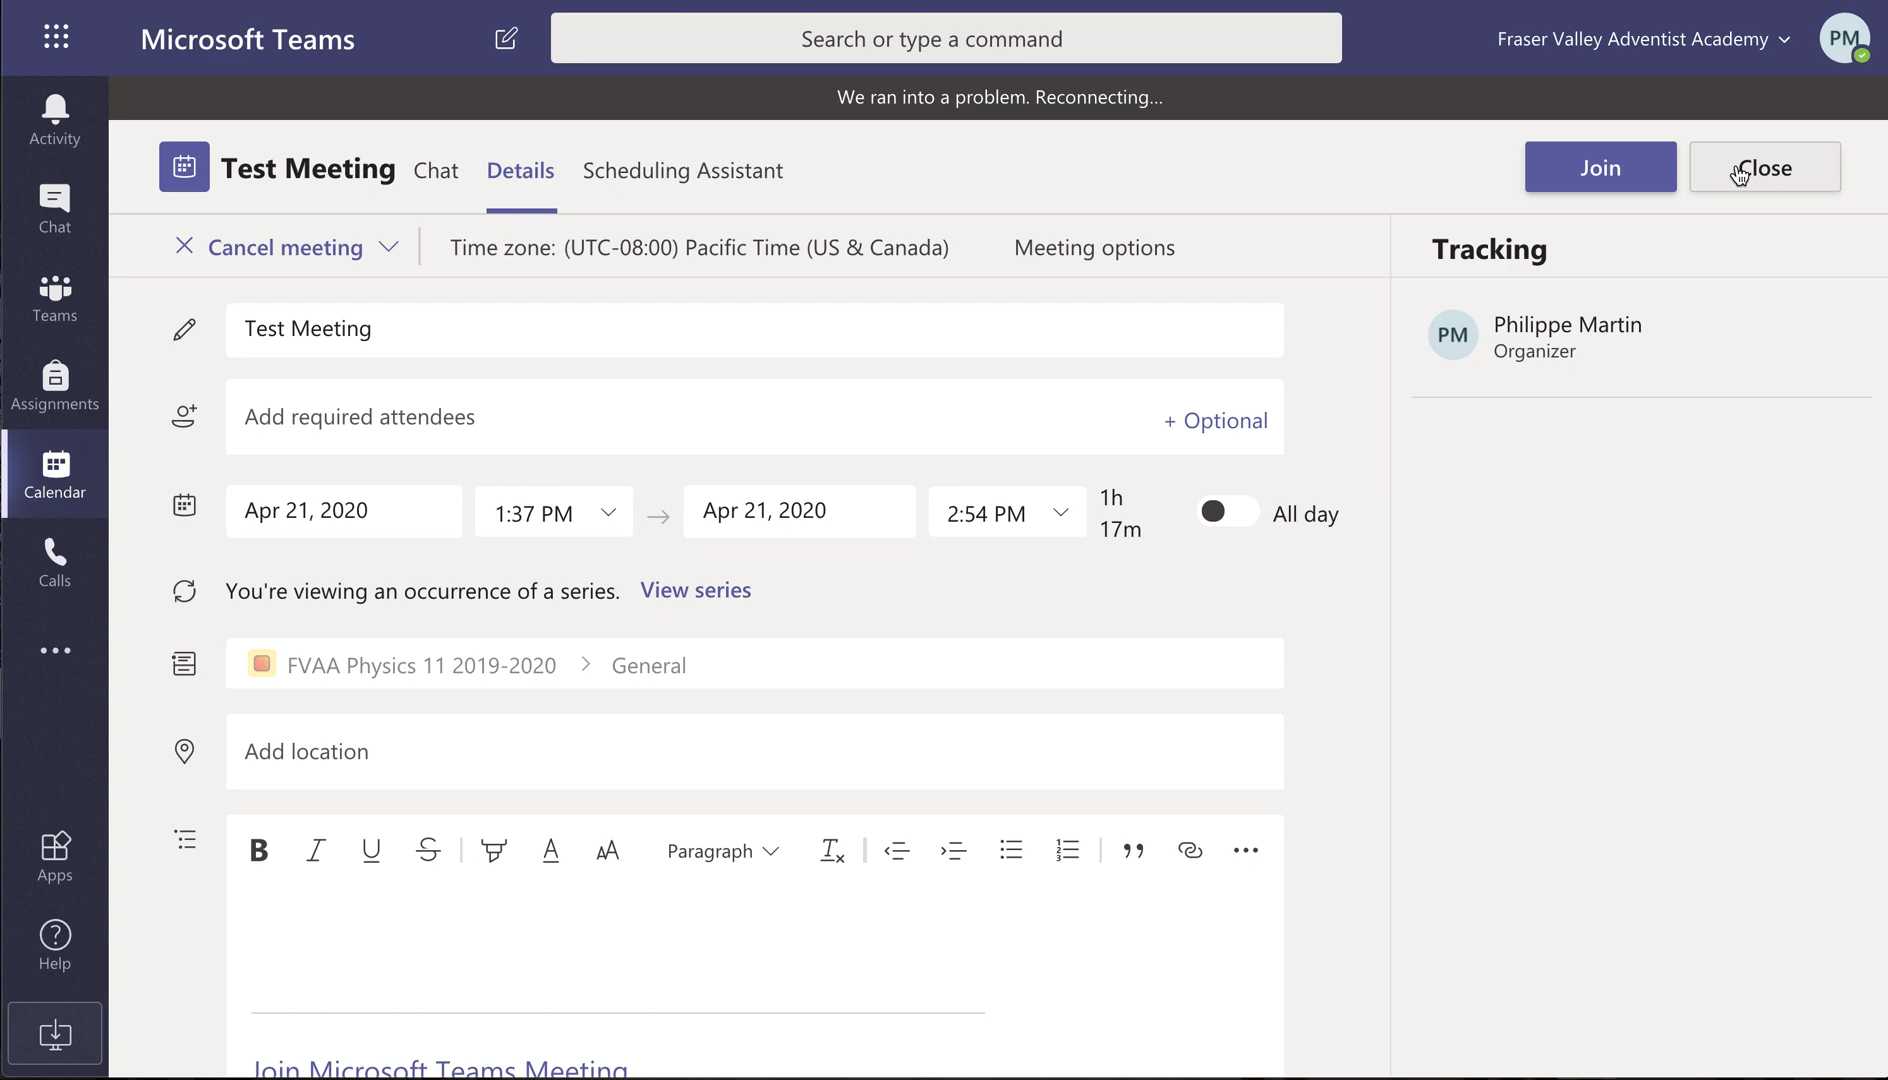 Microsoft Teams
Search or type a command
Fraser Valley Adventist Academy
PM
We ran into a problem. Reconnecting...
Activity
Chat
Teams
Assignments
Calendar
Calls
Apps
Help
Test Meeting Chat Details Scheduling Assistant
Join
Close
Cancel meeting
Time zone: (UTC-08:00) Pacific Time (US & Canada)
Meeting options
Test Meeting
Add required attendees
+ Optional
Apr 21, 2020
1:37 PM
Apr 21, 2020
2:54 PM
1h
17m
All day
You're viewing an occurrence of a series. View series
FVAA Physics 11 2019-2020 > General
Add location
B I U S A AA Paragraph Tx
Join Microsoft Teams Meeting
Tracking
PM
Philippe Martin
Organizer